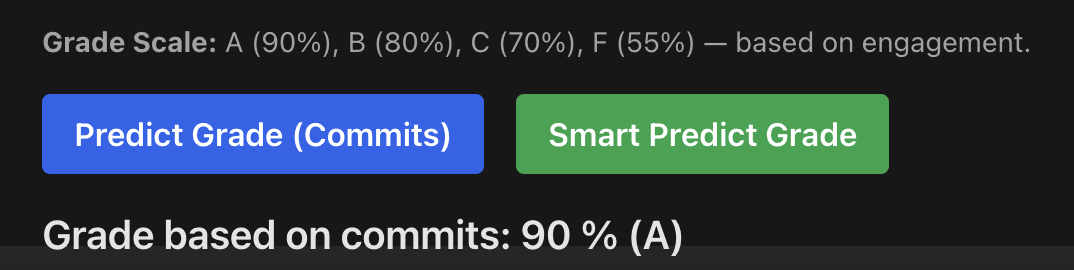 Grade Scale: A (90%), B (80%), C (70%), F (55%) — based on engagement.
Predict Grade (Commits)
Smart Predict Grade
Grade based on commits: 90 % (A)